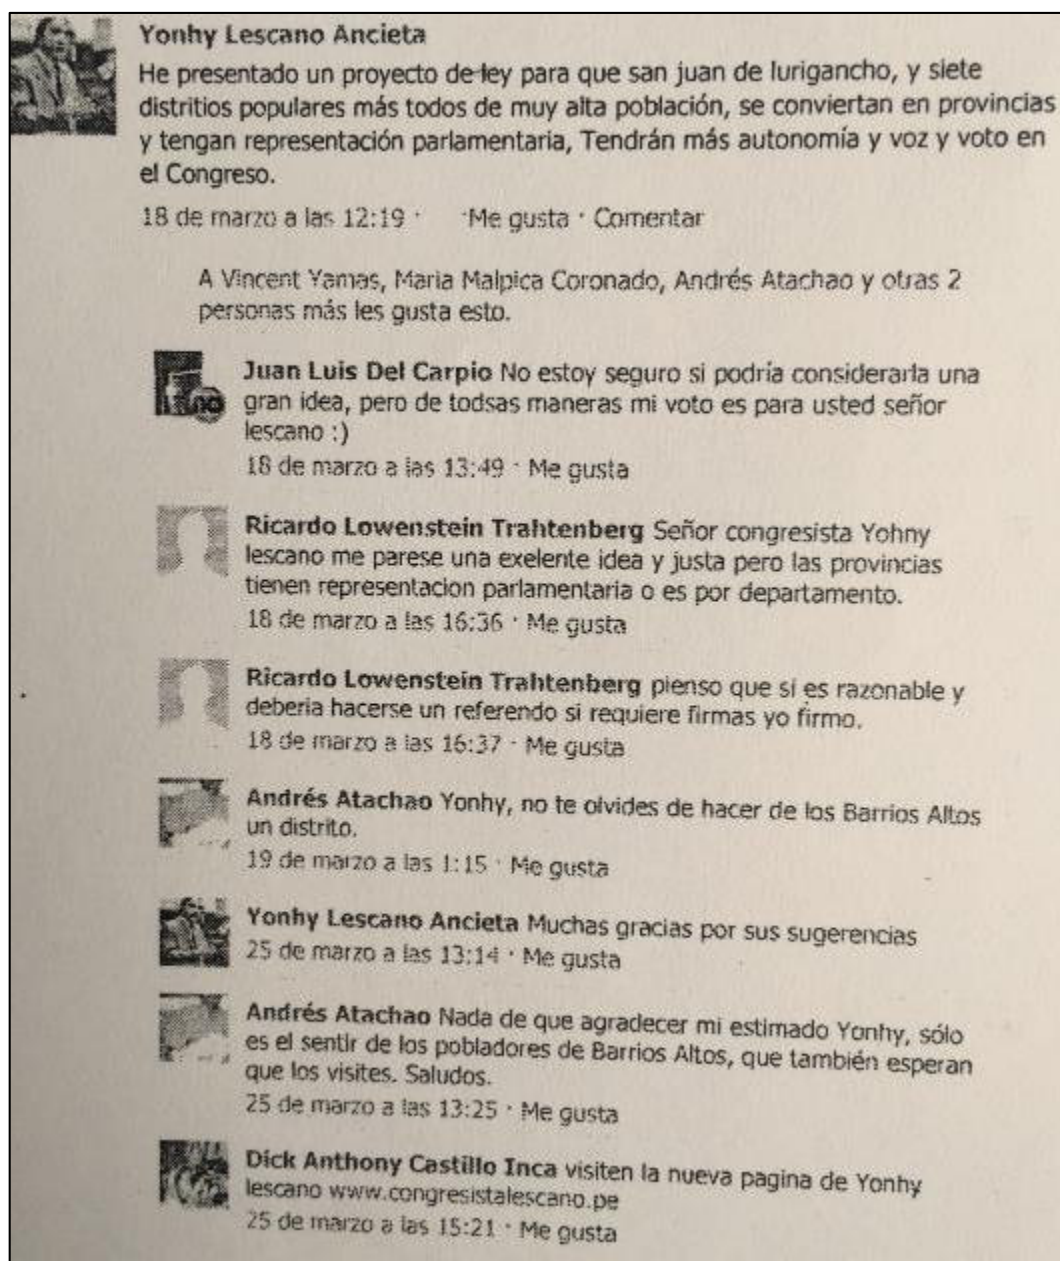 Yonhy Lescano Ancieta
He presentado un proyecto de ley para que san juan de lurigancho, y siete
distritios populares más todos de muy alta población, se conviertan en provincias
y tengan representación parlamentaria, Tendrán más autonomía y voz y voto en
el Congreso.
18 de marzo a las 12:19 · Me gusta · Comentar
A Vincent Yamas, Maria Malpica Coronado, Andrés Atachao y otras 2
personas más les gusta esto.
Juan Luis Del Carpio No estoy seguro si podría considerarla una
gran idea, pero de todsas maneras mi voto es para usted señor
lescano :)
18 de marzo a las 13:49 · Me gusta
Ricardo Lowenstein Trahtenberg Señor congresista Yohny
lescano me parese una exelente idea y justa pero las provincias
tienen representacion parlamentaria o es por departamento.
18 de marzo a las 16:36 · Me gusta
Ricardo Lowenstein Trahtenberg pienso que si es razonable y
deberia hacerse un referendo si requiere firmas yo firmo.
18 de marzo a las 16:37 · Me gusta
Andrés Atachao Yonhy, no te olvides de hacer de los Barrios Altos
un distrito.
19 de marzo a las 1:15 · Me gusta
Yonhy Lescano Ancieta Muchas gracias por sus sugerencias
25 de marzo a las 13:14 · Me gusta
Andrés Atachao Nada de que agradecer mi estimado Yonhy, sólo
es el sentir de los pobladores de Barrios Altos, que también esperan
que los visites. Saludos.
25 de marzo a las 13:25 · Me gusta
Dick Anthony Castillo Inca visiten la nueva pagina de Yonhy
lescano www.congresistalescano.pe
25 de marzo a las 15:21 · Me gusta